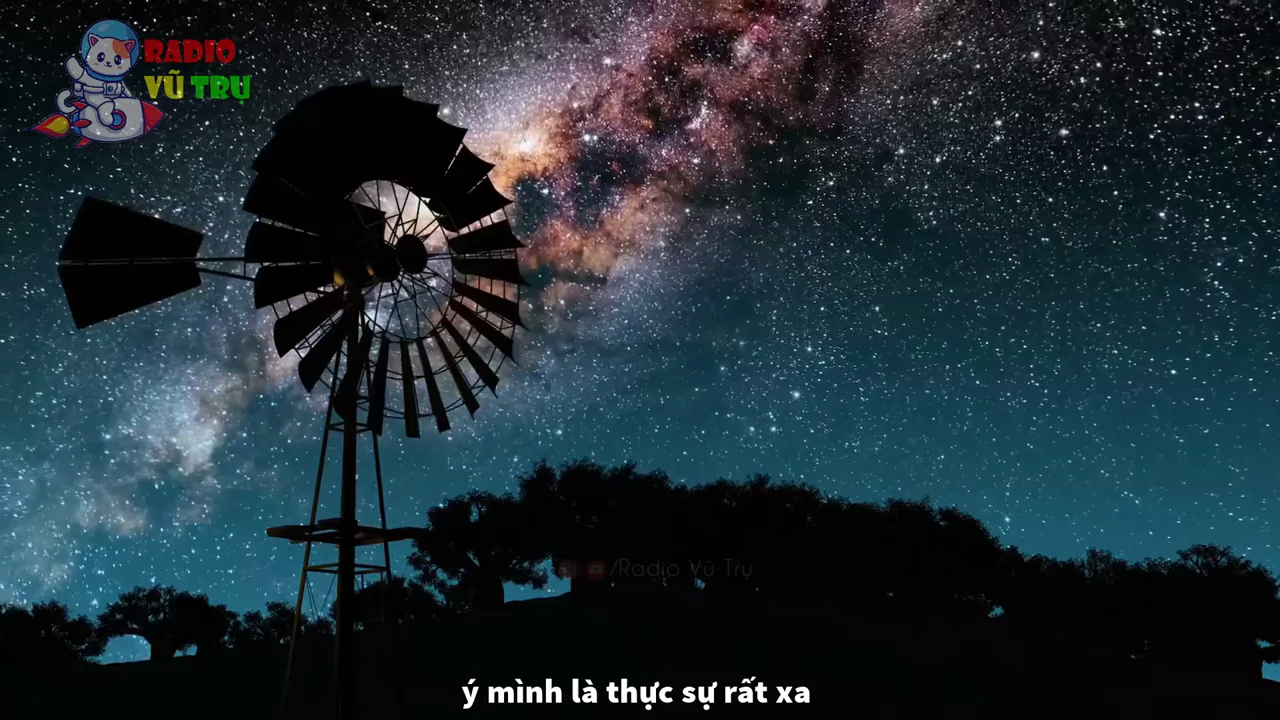 RADIO
VŨ TRỤ
/Radio Vũ Trụ
ý mình là thực sự rất xa